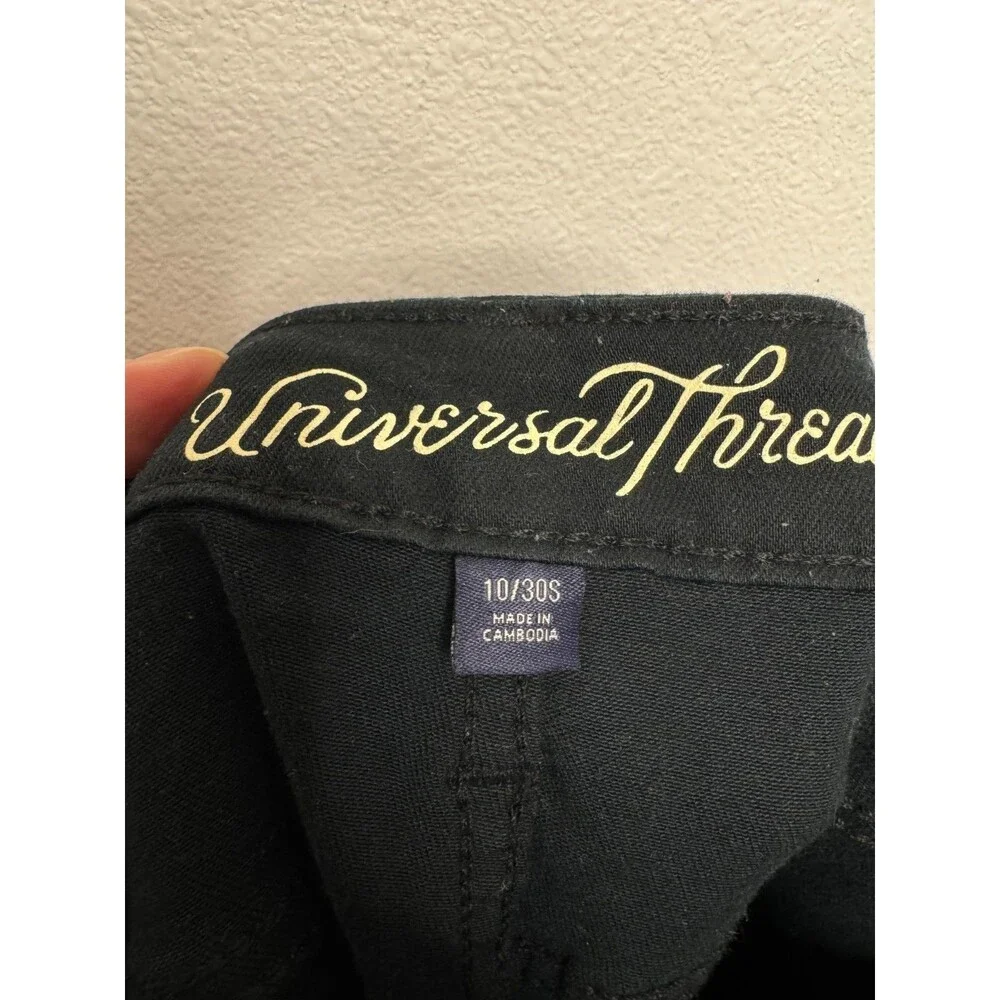 Universal Threa
10/30S
MADE IN
CAMBODIA